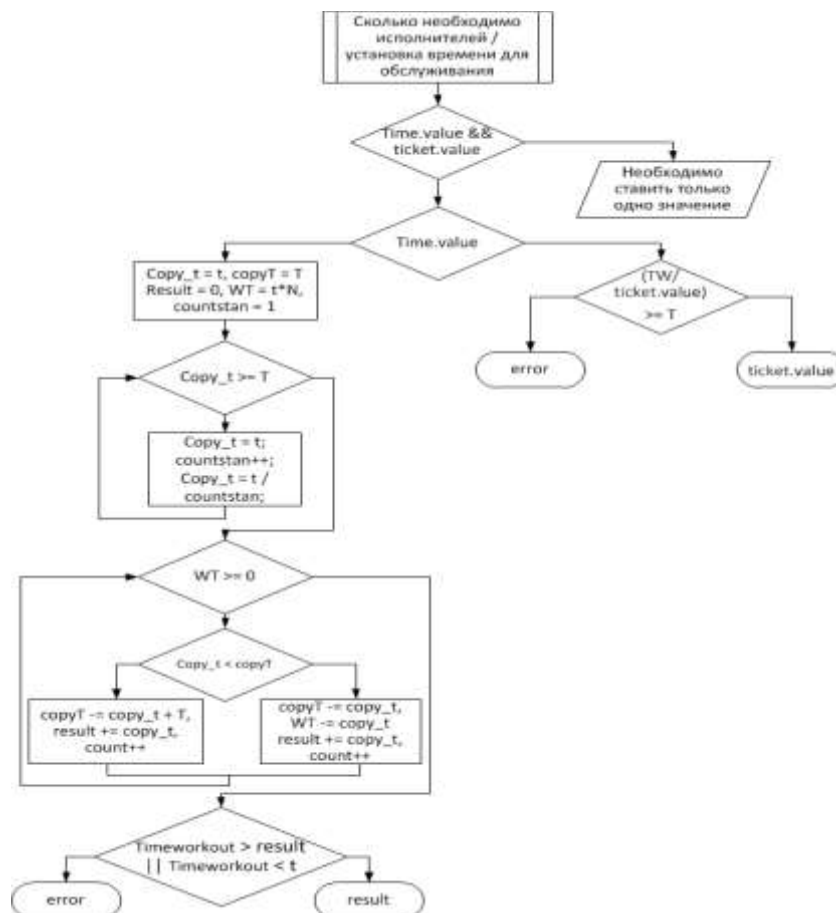 Сколько необходимо
исполнителей /
установка времени для
обслуживания
Time.value &&
ticket.value
Необходимо
ставить только
одно значение
Time.value
Copy_t = t, copyT = T
Result = 0, WT = t*N,
countstan = 1
(TW/
ticket.value)
>= T
error
ticket.value
Copy_t >= T
Copy_t = t;
countstan++;
Copy_t = t /
countstan;
WT >= 0
Copy_t < copyT
copyT -= copy_t + T,
result += copy_t,
count++
copyT -= copy_t,
WT -= copy_t
result += copy_t,
count++
Timeworkout > result
|| Timeworkout < t
error
result